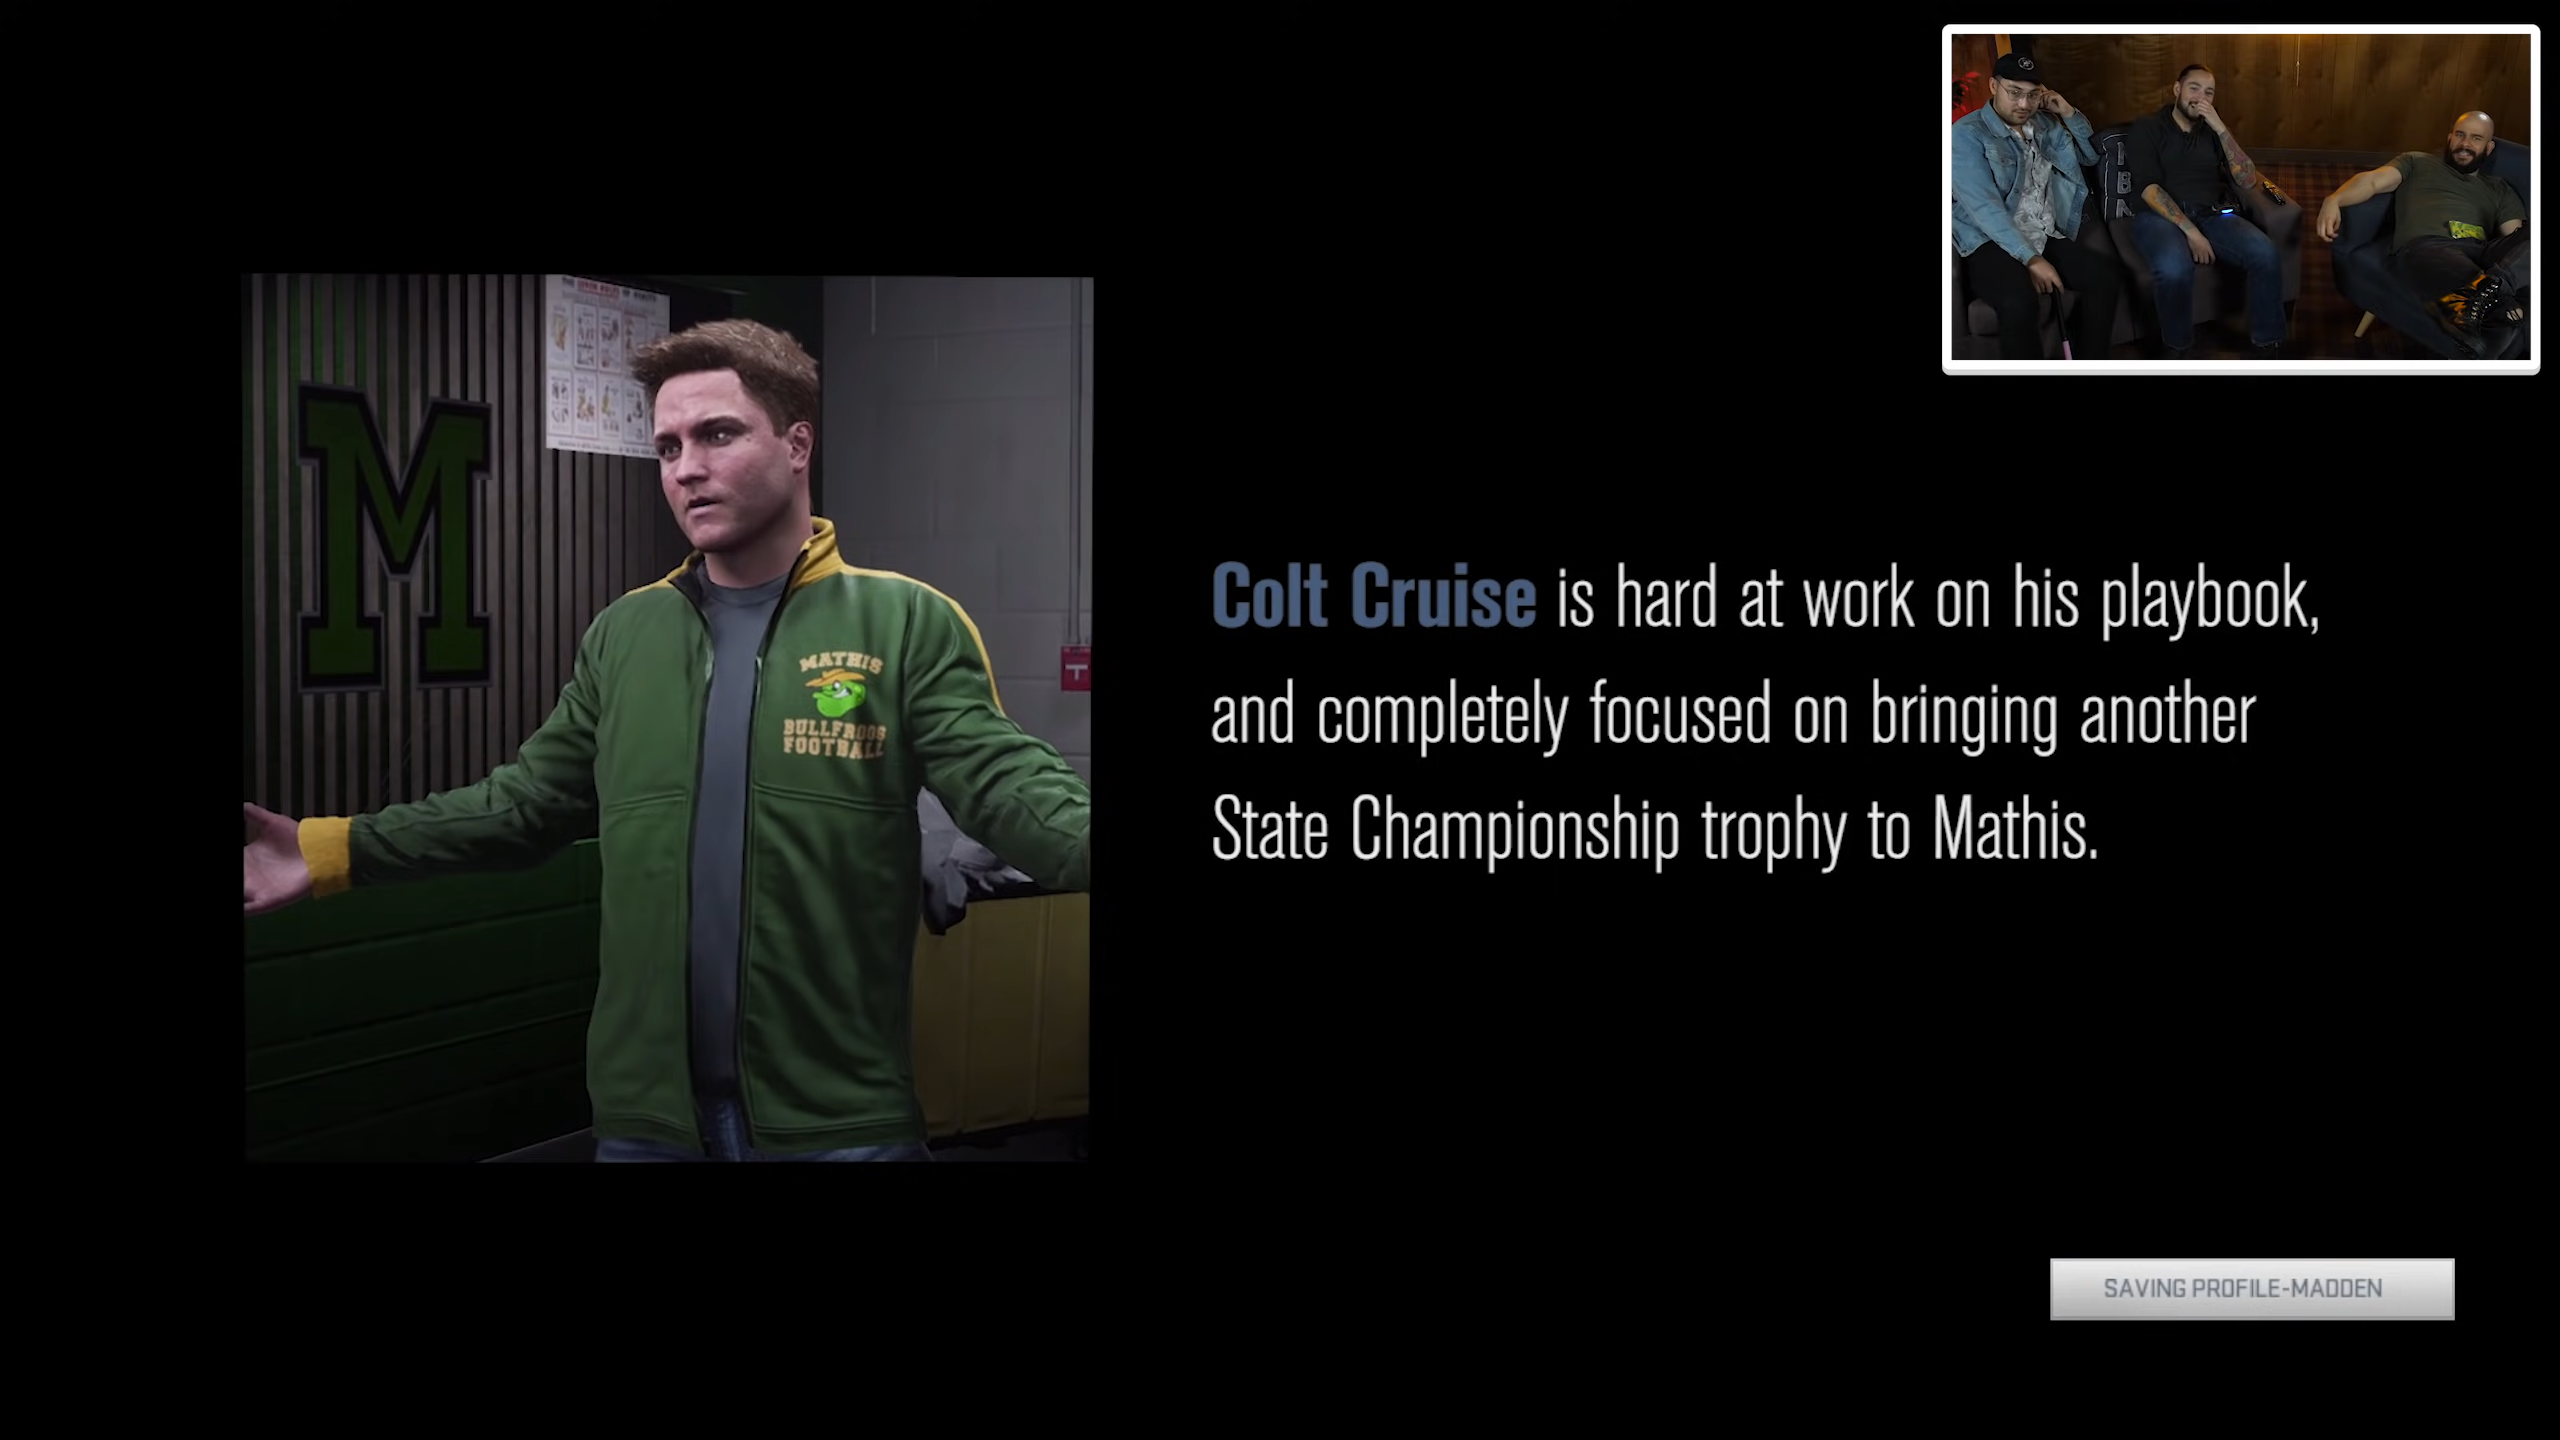 Colt Cruise is hard at work on his playbook,
and completely focused on bringing another
State Championship trophy to Mathis.
M
MATHIS
BULLFROGS
FOOTBALL
SAVING PROFILE-MADDEN